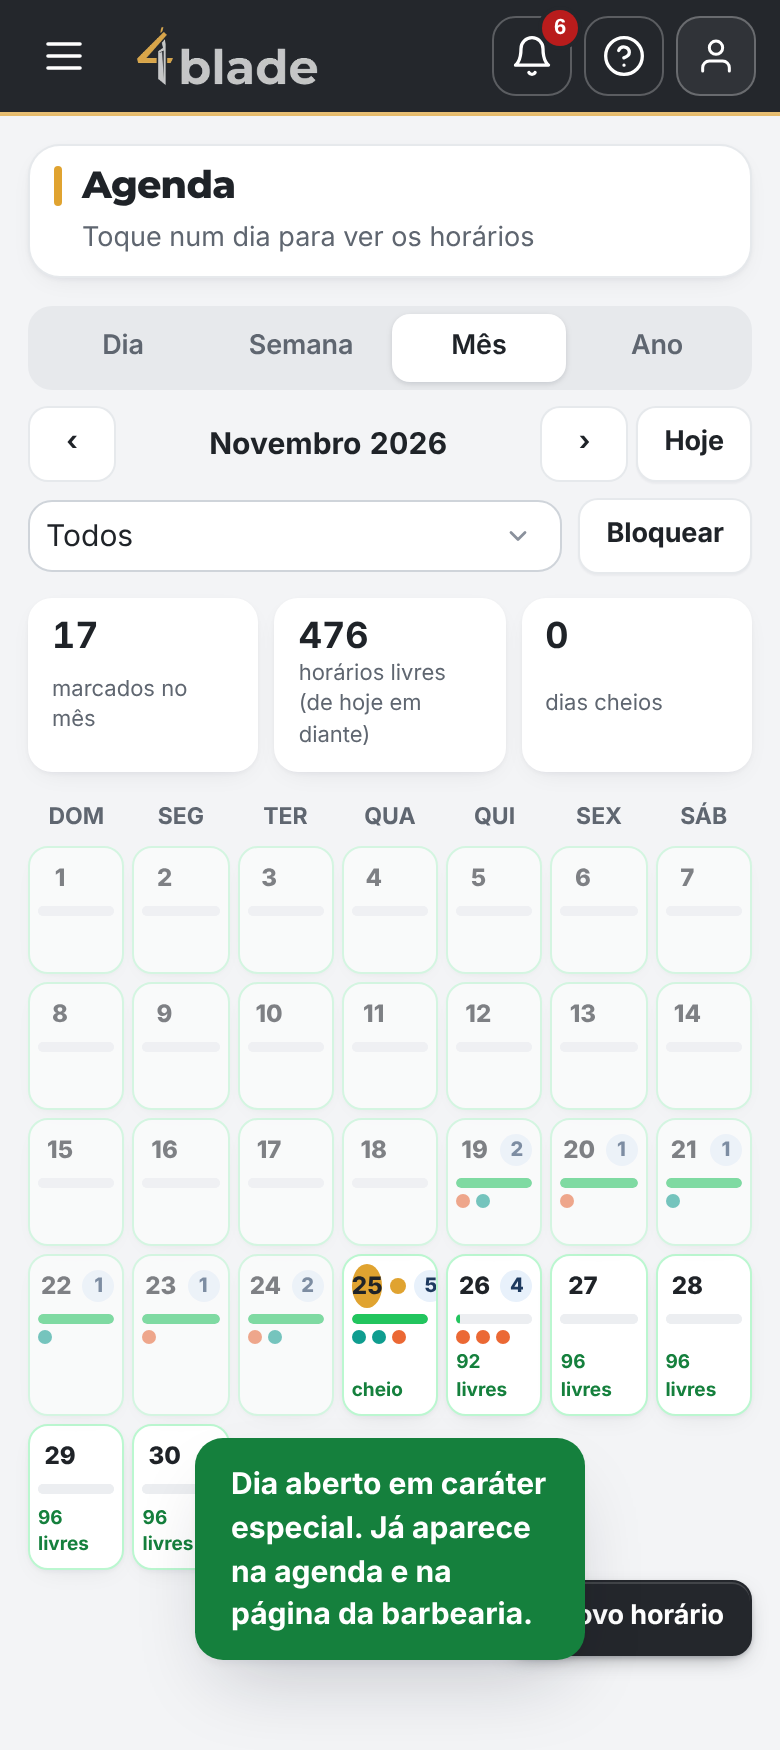 6
4blade
Agenda
Toque num dia para ver os horários
Dia Semana Mês Ano
‹ Novembro 2026 › Hoje
Todos Bloquear
17 476 0
marcados no
mês
horários livres
(de hoje em
diante)
dias cheios
DOM SEG TER QUA QUI SEX SÁB
1 2 3 4 5 6 7
8 9 10 11 12 13 14
15 16 17 18 19 2 20 1 21 1
22 1 23 1 24 2 25 5 26 4 27 28
cheio
92
livres
96
livres
96
livres
29 30
96
livres
96
livres
Dia aberto em caráter
especial. Já aparece
na agenda e na
página da barbearia.
horário